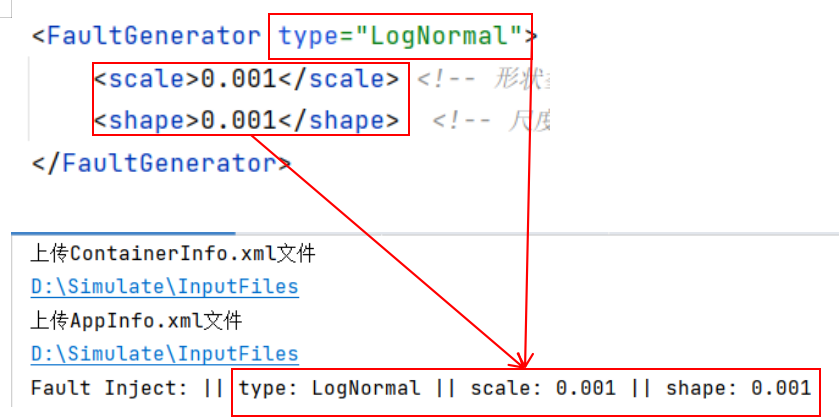 <FaultGenerator type="LogNormal">
<scale>0.001</scale> <!-- 形状
<shape>0.001</shape> <!-- 尺度
</FaultGenerator>
上传ContainerInfo.xml文件
D:\Simulate\InputFiles
上传AppInfo.xml文件
D:\Simulate\InputFiles
Fault Inject: || type: LogNormal || scale: 0.001 || shape: 0.001